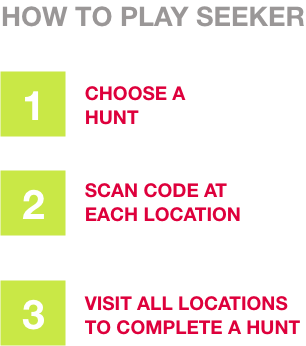 HOW TO PLAY SEEKER
1
CHOOSE A
HUNT
2
SCAN CODE AT
EACH LOCATION
3
VISIT ALL LOCATIONS
TO COMPLETE A HUNT